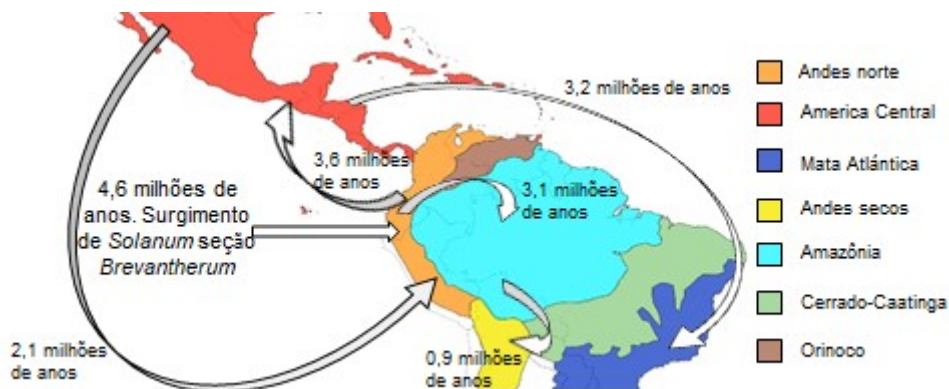 3,2 milhões de anos
3,6 milhões
de anos
4,6 milhões de
anos. Surgimento
de Solanum seção
Brevantherum
3,1 milhões
de anos
2,1 milhões
de anos
0,9 milhões
de anos
Andes norte
America Central
Mata Atlántica
Andes secos
Amazônia
Cerrado-Caatinga
Orinoco